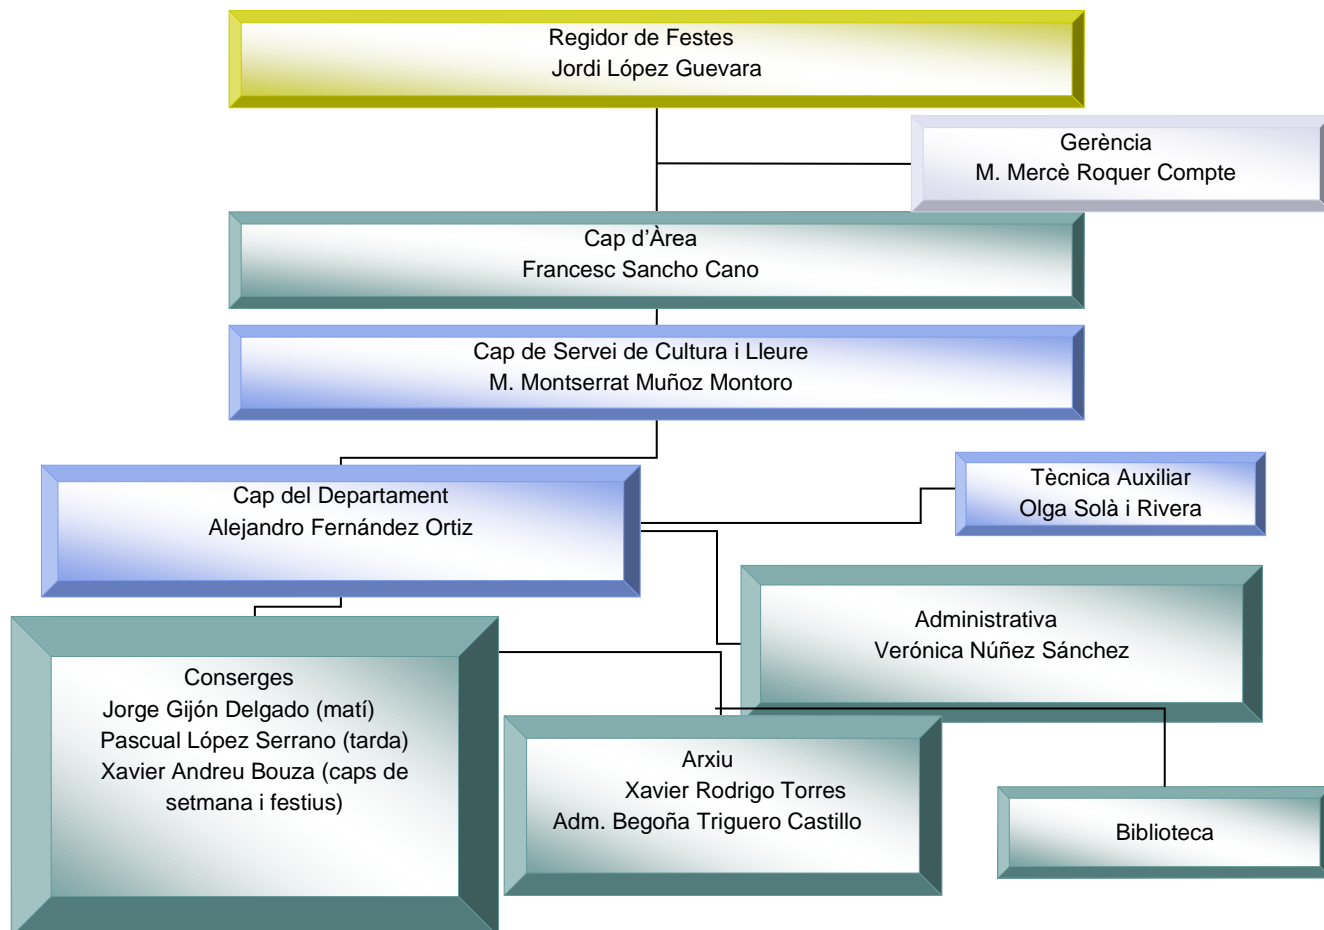 Regidor de Festes
Jordi López Guevara
Gerència
M. Mercè Roquer Compte
Cap d’Àrea
Francesc Sancho Cano
Cap de Servei de Cultura i Lleure
M. Montserrat Muñoz Montoro
Cap del Departament
Alejandro Fernández Ortiz
Tècnica Auxiliar
Olga Solà i Rivera
Administrativa
Verónica Núñez Sánchez
Conserges
Jorge Gijón Delgado (matí)
Pascual López Serrano (tarda)
Xavier Andreu Bouza (caps de
setmana i festius)
Arxiu
Xavier Rodrigo Torres
Adm. Begoña Triguero Castillo
Biblioteca